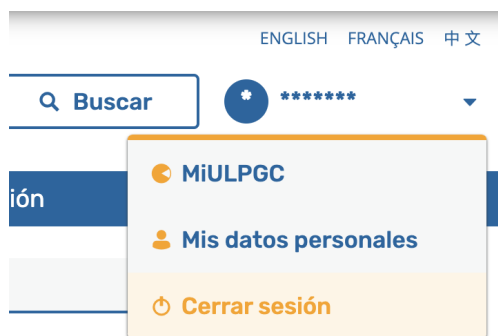 ENGLISH FRANÇAIS 中文
Buscar * *******
MiULPGC
ión
Mis datos personales
Cerrar sesión